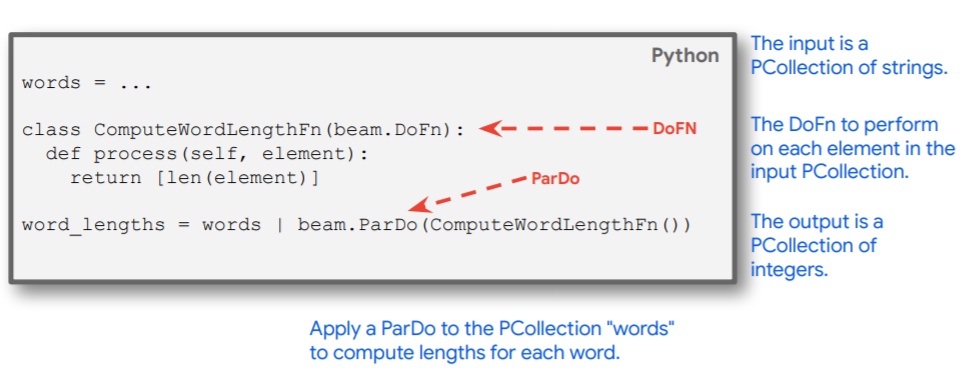 Python
words = ...
class ComputeWordLengthFn(beam.DoFn):
DoFN
def process(self, element):
return [len(element)]
ParDo
word_lengths = words | beam.ParDo(ComputeWordLengthFn())
The input is a
PCollection of strings.
The DoFn to perform
on each element in the
input PCollection.
The output is a
PCollection of
integers.
Apply a ParDo to the PCollection "words"
to compute lengths for each word.